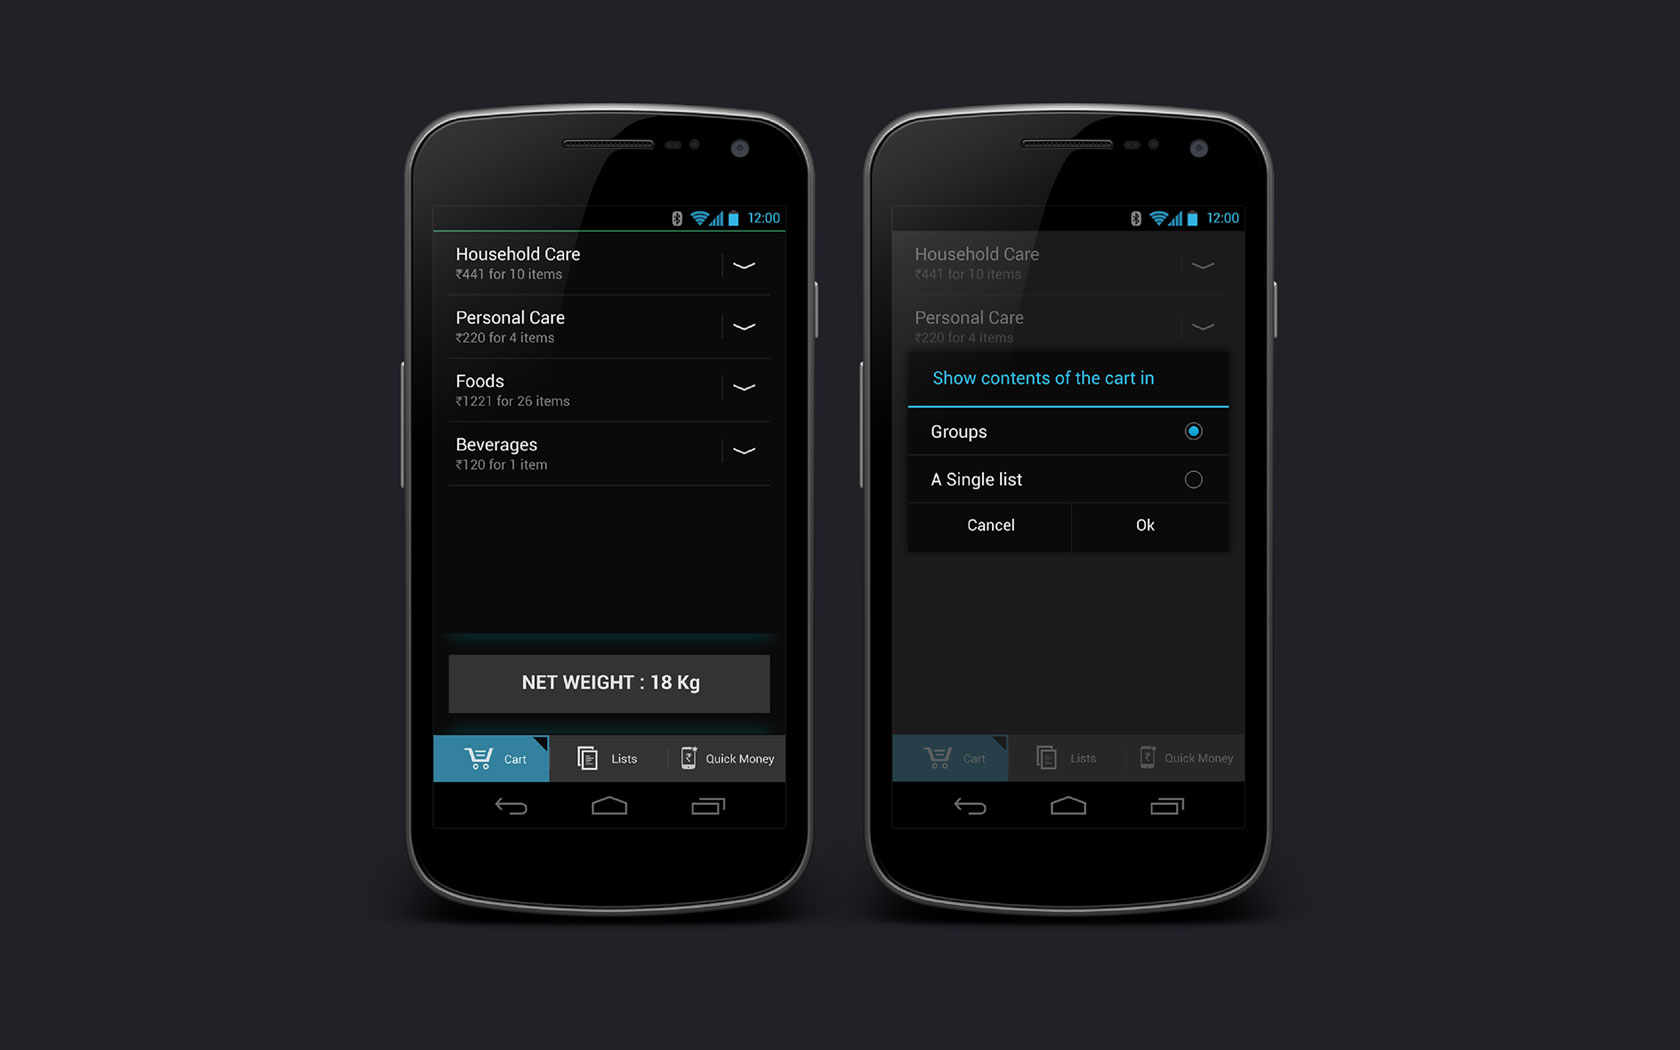 12:00
Household Care
₹441 for 10 items
Personal Care
₹220 for 4 items
Foods
₹1221 for 26 items
Beverages
₹120 for 1 item
NET WEIGHT : 18 Kg
Cart Lists Quick Money
12:00
Household Care
₹441 for 10 items
Personal Care
₹220 for 4 items
Show contents of the cart in
Groups
A Single list
Cancel Ok
Cart Lists Quick Money